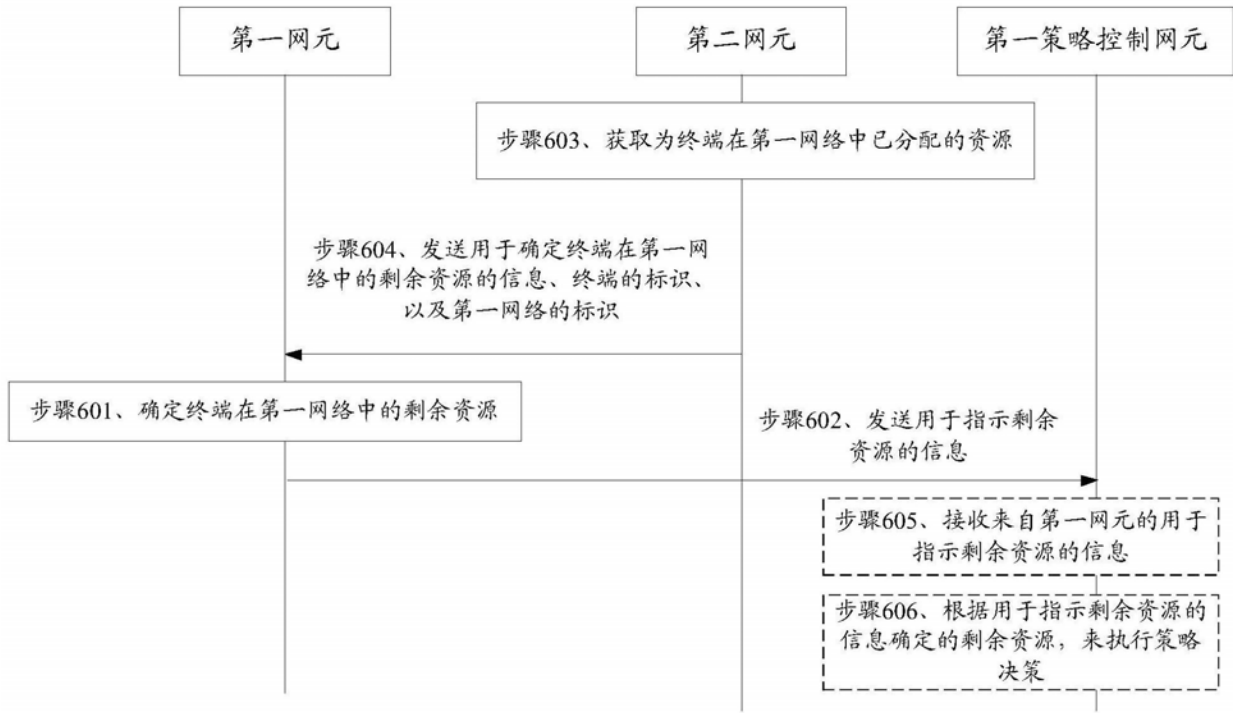 第一网元
第二网元
第一策略控制网元
步骤603、获取为终端在第一网络中已分配的资源
步骤604、发送用于确定终端在第一网
络中的剩余资源的信息、终端的标识、
以及第一网络的标识
步骤601、确定终端在第一网络中的剩余资源
步骤602、发送用于指示剩余
资源的信息
步骤605、接收来自第一网元的用于
指示剩余资源的信息
步骤606、根据用于指示剩余资源的
信息确定的剩余资源，来执行策略
决策